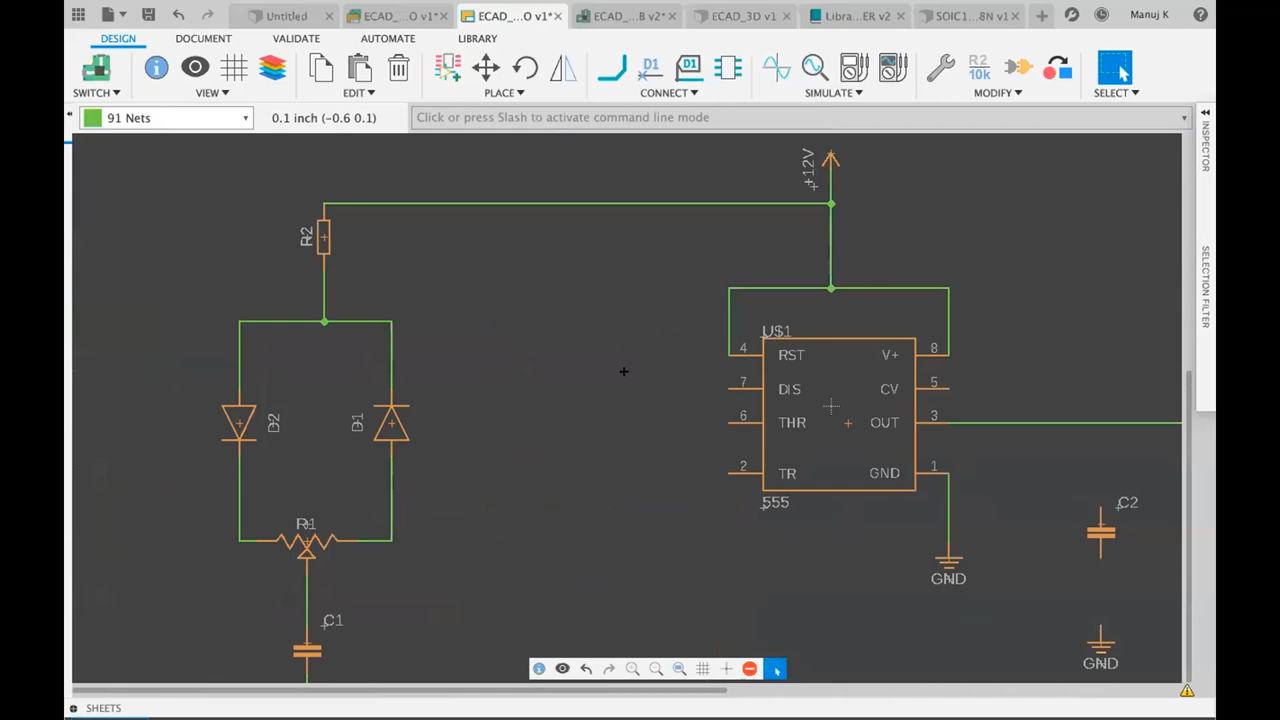 Untitled
ECAD_...O v1*
ECAD_...O v1*
ECAD_...B v2*
ECAD_3D v1
Libra...ER v2
SOIC1...8N v1
Manuj K
DESIGN
DOCUMENT
VALIDATE
AUTOMATE
LIBRARY
D1
D1
R2
10k
SWITCH
VIEW
EDIT
PLACE
CONNECT
SIMULATE
MODIFY
SELECT
91 Nets
0.1 inch (-0.6 0.1)
Click or press Slash to activate command line mode
INSPECTOR
SELECTION FILTER
+12V
R2
U$1
4
RST
V+
8
7
DIS
CV
5
6
THR
OUT
3
2
TR
GND
1
555
D2
D1
R1
C1
C2
GND
GND
SHEETS